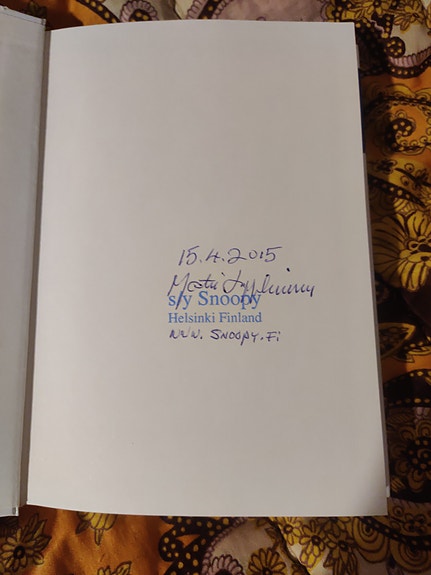 15.4.2015
s/y Snoopy
Helsinki Finland
WWW. SNOOPY.Fi